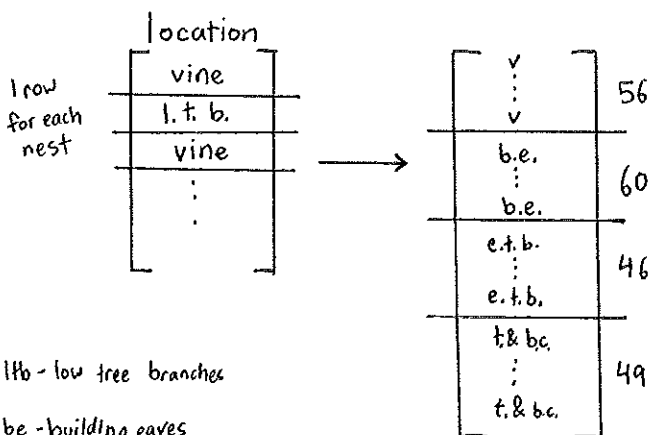 location
1 row
for each
nest
vine
l. t. b.
vine
v
v
56
b.e.
b.e.
60
e.t.b.
e.t.b.
46
t.& b.c.
t.& b.c.
49
ltb - low tree branches
be - building eaves